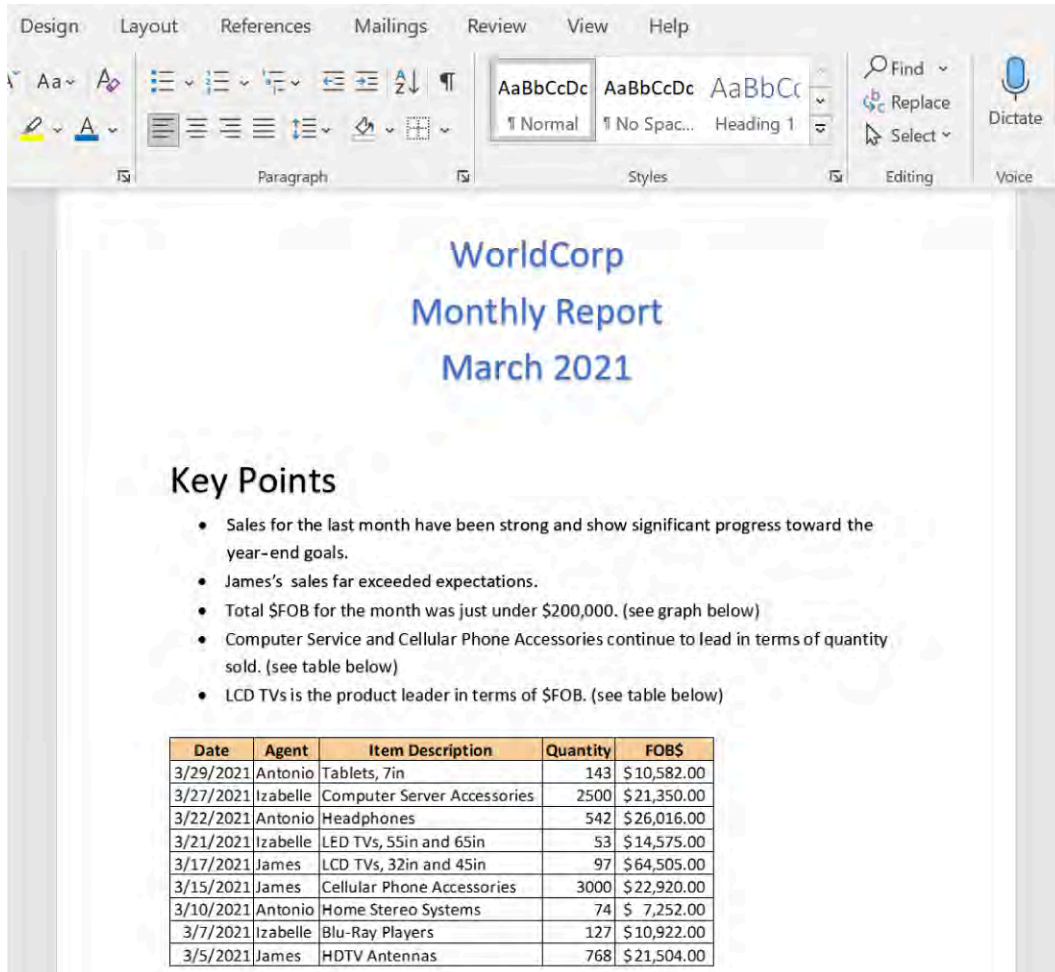 Design Layout References Mailings Review View Help
Aa Find
AaBbCcDc AaBbCcDc AaBbCc Replace
¶ Normal ¶ No Spac... Heading 1 Select Dictate
Paragraph Styles Editing Voice
WorldCorp
Monthly Report
March 2021
Key Points
• Sales for the last month have been strong and show significant progress toward the
year-end goals.
• James's sales far exceeded expectations.
• Total $FOB for the month was just under $200,000. (see graph below)
• Computer Service and Cellular Phone Accessories continue to lead in terms of quantity
sold. (see table below)
• LCD TVs is the product leader in terms of $FOB. (see table below)
Date Agent Item Description Quantity FOB$
3/29/2021 Antonio Tablets, 7in 143 $10,582.00
3/27/2021 Izabelle Computer Server Accessories 2500 $21,350.00
3/22/2021 Antonio Headphones 542 $26,016.00
3/21/2021 Izabelle LED TVs, 55in and 65in 53 $14,575.00
3/17/2021 James LCD TVs, 32in and 45in 97 $64,505.00
3/15/2021 James Cellular Phone Accessories 3000 $22,920.00
3/10/2021 Antonio Home Stereo Systems 74 $ 7,252.00
3/7/2021 Izabelle Blu-Ray Players 127 $10,922.00
3/5/2021 James HDTV Antennas 768 $21,504.00